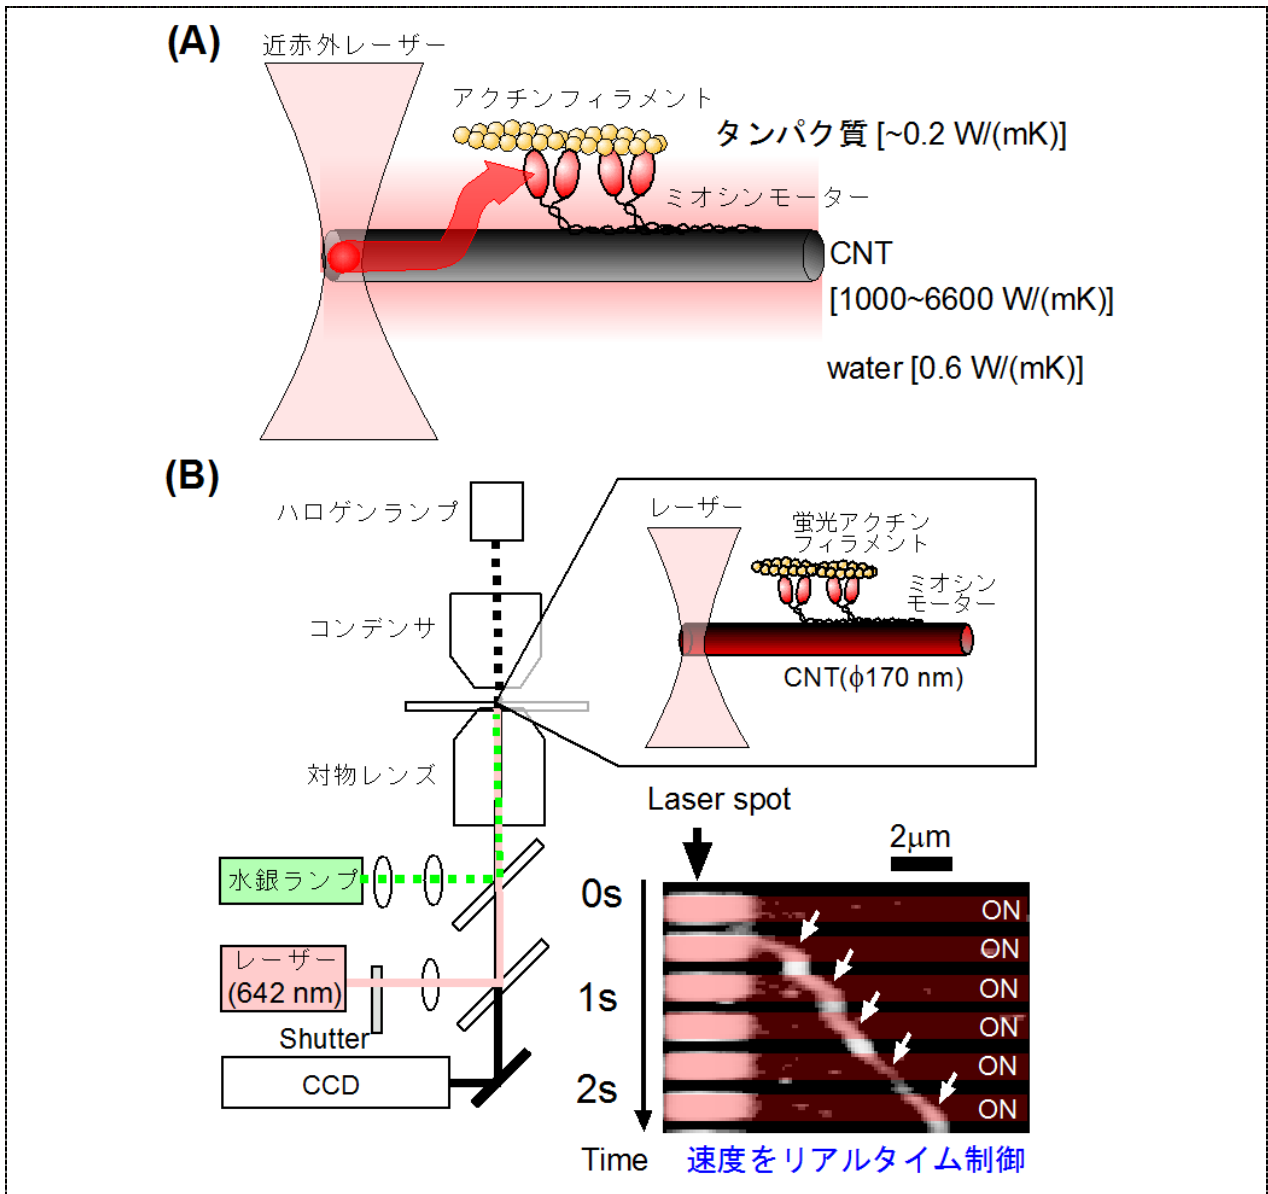 (A)
近赤外レーザー
アクチンフィラメント
タンパク質 [~0.2 W/(mK)]
ミオシンモーター
CNT
[1000~6600 W/(mK)]
water [0.6 W/(mK)]
(B)
ハロゲンランプ
コンデンサ
対物レンズ
水銀ランプ
レーザー
(642 nm)
Shutter
CCD
レーザー
蛍光アクチン
フィラメント
ミオシン
モーター
CNT(ϕ170 nm)
Laser spot
2μm
0s
1s
2s
Time
ON
ON
ON
ON
ON
ON
速度をリアルタイム制御